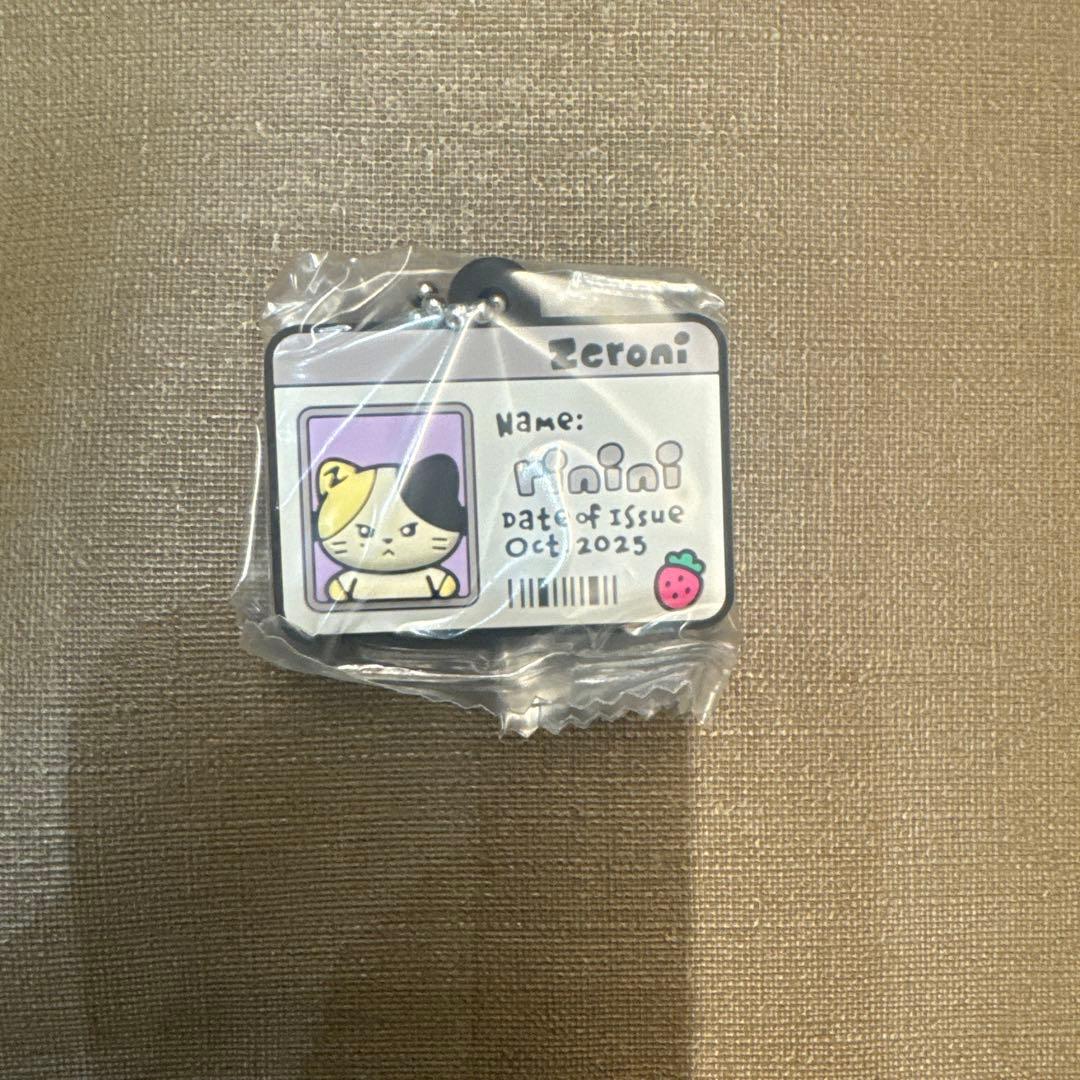 Zeroni
Name:
rinini
Date of Issue
Oct 2025
Z